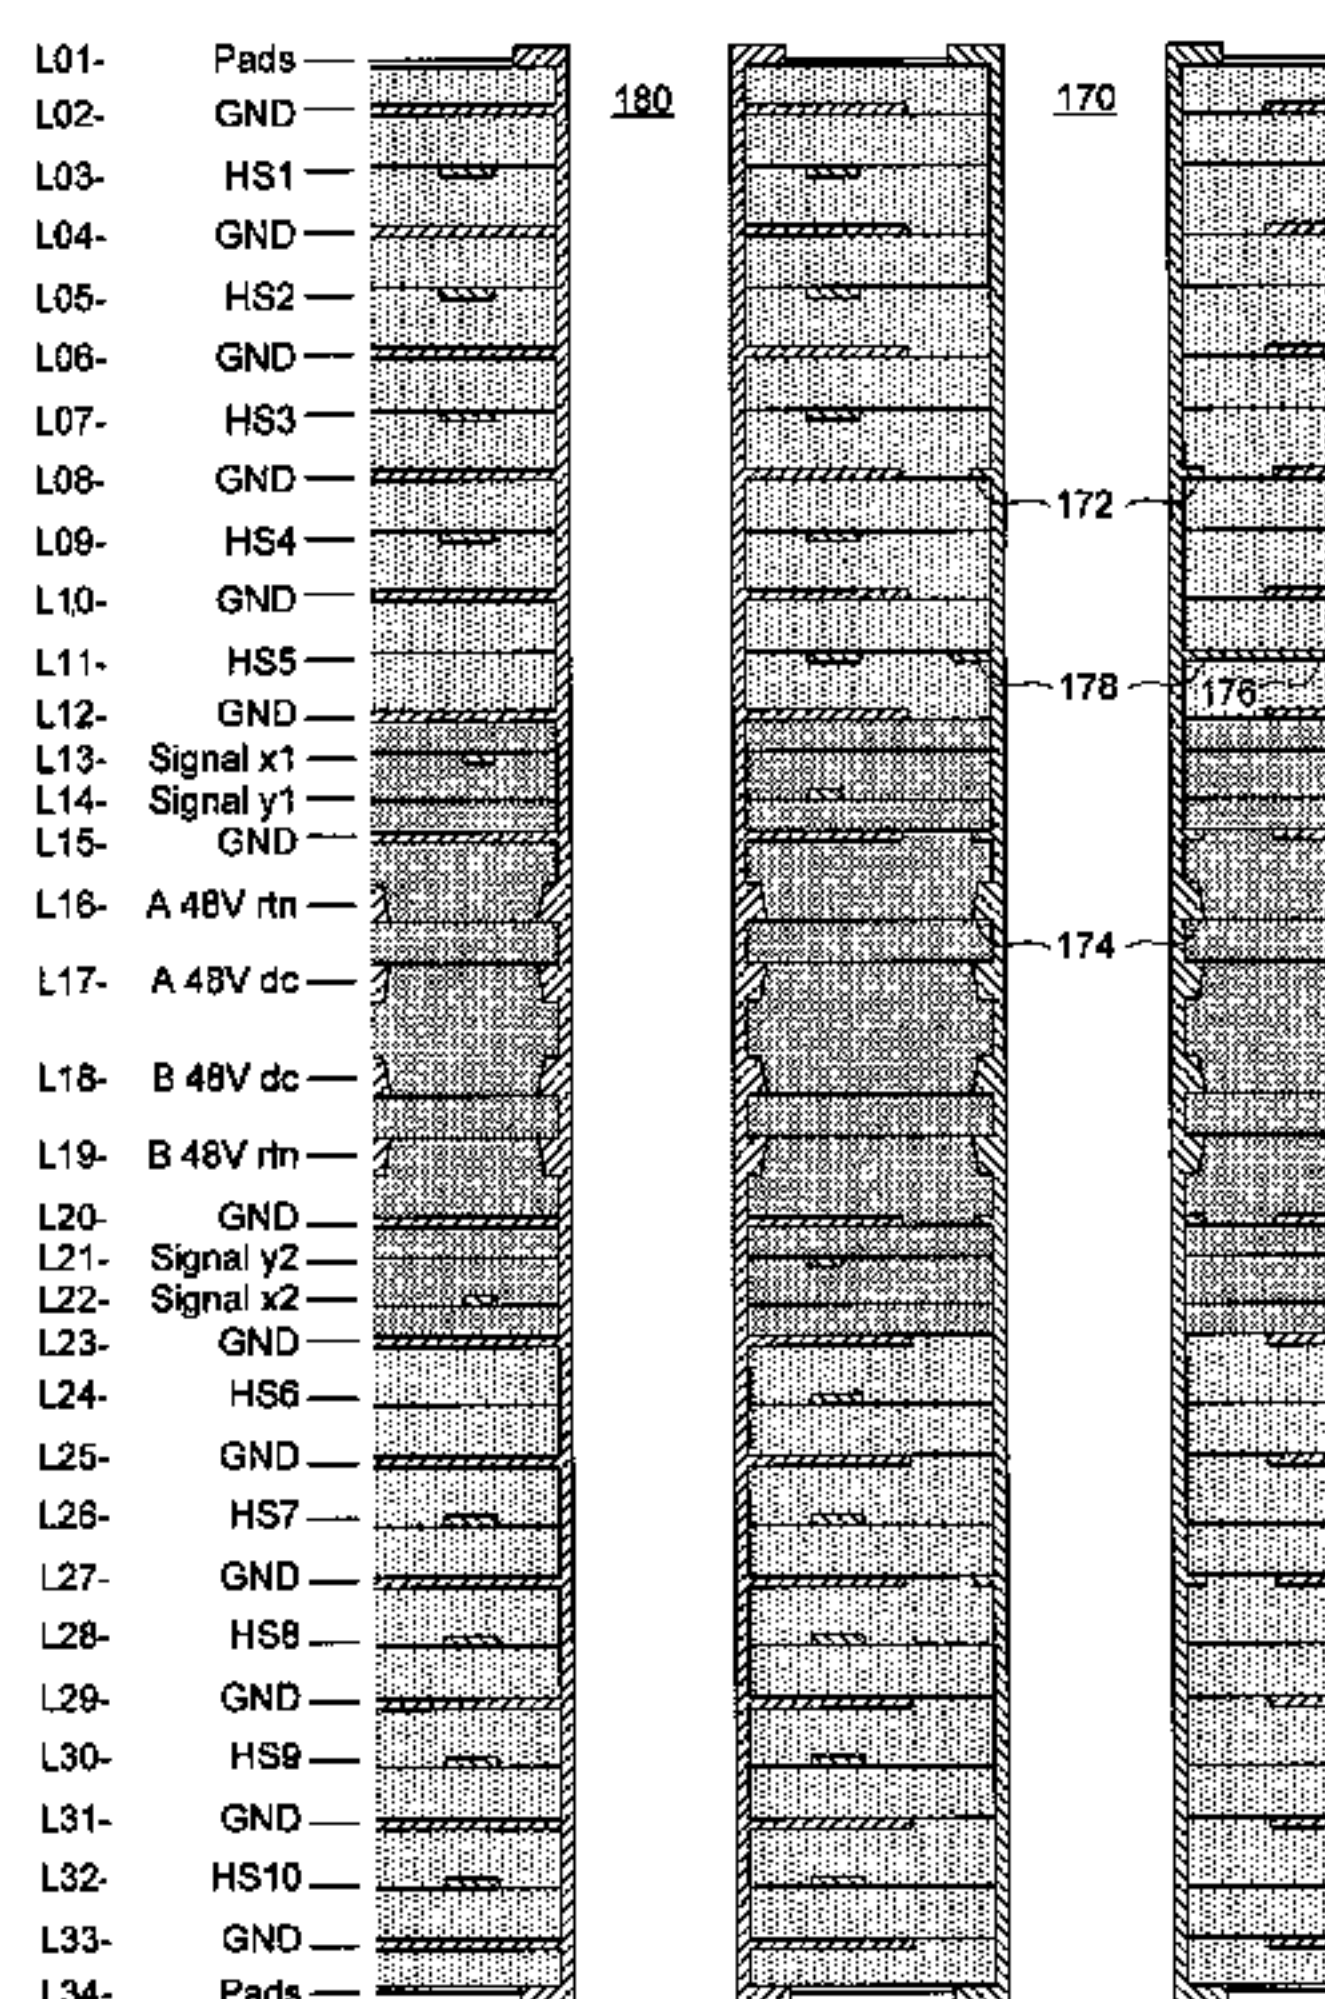 L01- Pads
180
170
L02- GND
L03- HS1
L04- GND
L05- HS2
L06- GND
L07- HS3
L08- GND
172
L09- HS4
L10- GND
L11- HS5
178
176
L12- GND
L13- Signal x1
L14- Signal y1
L15- GND
L16- A 48V rtn
174
L17- A 48V dc
L18- B 48V dc
L19- B 48V rtn
L20- GND
L21- Signal y2
L22- Signal x2
L23- GND
L24- HS6
L25- GND
L26- HS7
L27- GND
L28- HS8
L29- GND
L30- HS9
L31- GND
L32- HS10
L33- GND
L34- Pads